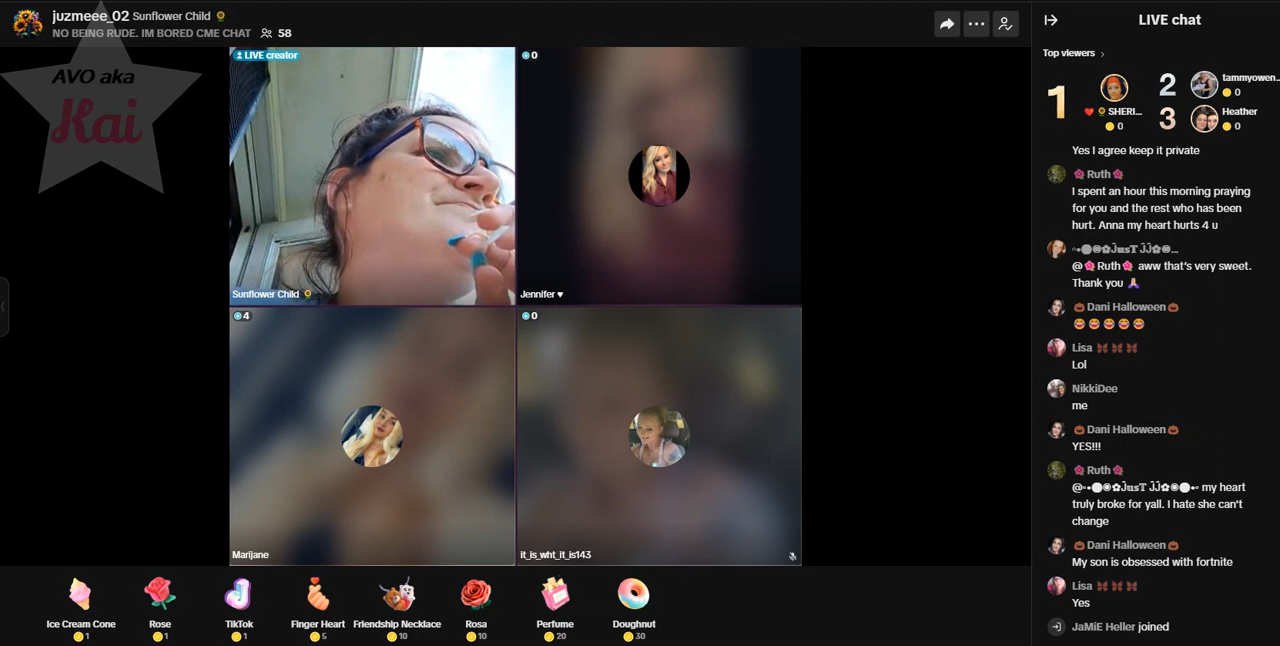 juzmeee_02 Sunflower Child 🌻
NO BEING RUDE. IM BORED CME CHAT 58
AVO aka
Kai
LIVE creator
0
Sunflower Child 🌻
Jennifer ♥
4
0
Marijane
it_is_wht_it_is143
Ice Cream Cone
1
Rose
1
TikTok
1
Finger Heart
5
Friendship Necklace
10
Rosa
10
Perfume
20
Doughnut
30
LIVE chat
Top viewers >
1
❤️ 🌻 SHERI...
0
2
tammyowen...
0
3
Heather
0
Yes I agree keep it private
🌺 Ruth 🌺
I spent an hour this morning praying
for you and the rest who has been
hurt. Anna my heart hurts 4 u
JusT JJ...
@🌺Ruth🌺 aww that's very sweet.
Thank you 🙏🏼
🎃 Dani Halloween 🎃
😂😂😂😂😂
Lisa 🦋 🦋 🦋
Lol
NikkiDee
me
🎃 Dani Halloween 🎃
YES!!!
🌺 Ruth 🌺
@JusT JJ my heart
truly broke for yall. I hate she can't
change
🎃 Dani Halloween 🎃
My son is obsessed with fortnite
Lisa 🦋 🦋 🦋
Yes
JaMiE Heller joined